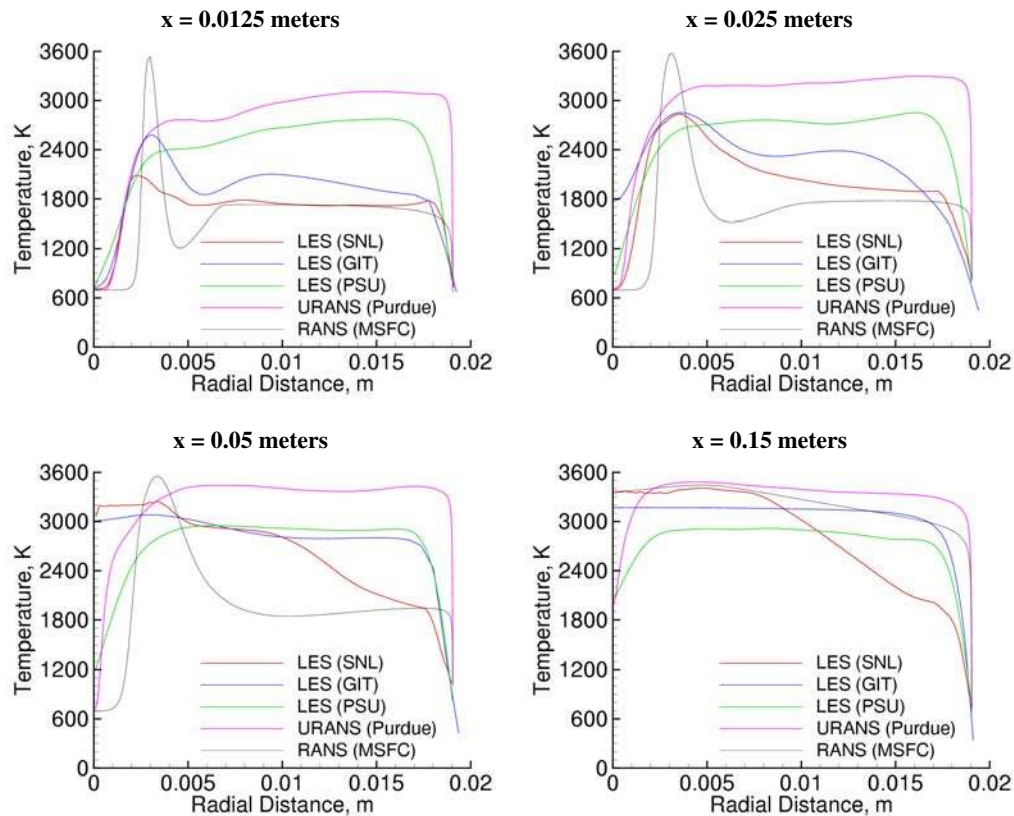 x = 0.0125 meters
3600
3000
2400
1800
1200
600
0
Temperature, K
LES (SNL)
LES (GIT)
LES (PSU)
URANS (Purdue)
RANS (MSFC)
0 0.005 0.01 0.015 0.02
Radial Distance, m
x = 0.025 meters
3600
3000
2400
1800
1200
600
0
Temperature, K
LES (SNL)
LES (GIT)
LES (PSU)
URANS (Purdue)
RANS (MSFC)
0 0.005 0.01 0.015 0.02
Radial Distance, m
x = 0.05 meters
3600
3000
2400
1800
1200
600
0
Temperature, K
LES (SNL)
LES (GIT)
LES (PSU)
URANS (Purdue)
RANS (MSFC)
0 0.005 0.01 0.015 0.02
Radial Distance, m
x = 0.15 meters
3600
3000
2400
1800
1200
600
0
Temperature, K
LES (SNL)
LES (GIT)
LES (PSU)
URANS (Purdue)
RANS (MSFC)
0 0.005 0.01 0.015 0.02
Radial Distance, m